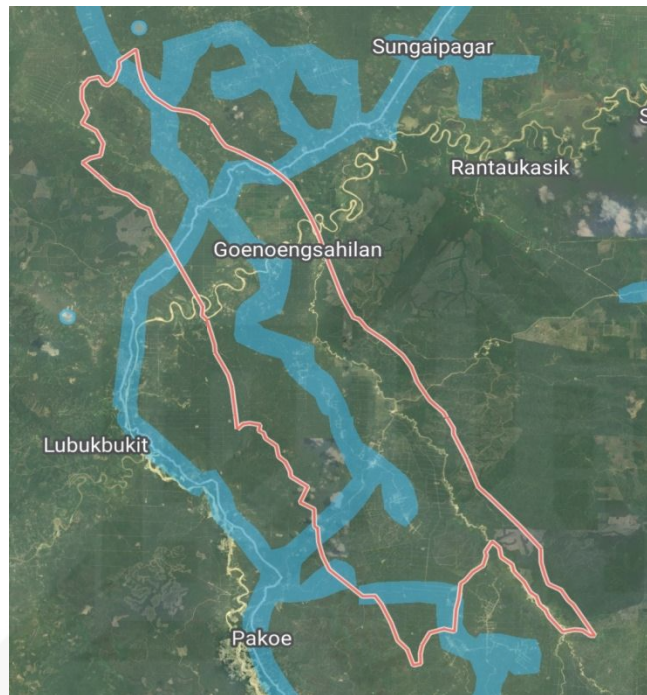 Sungaipagar
S
Rantaukasik
Goenoengsahilan
Lubukbukit
Pakoe